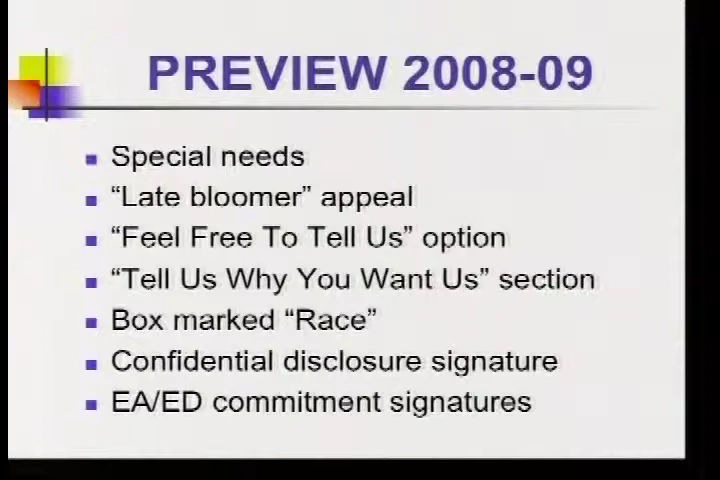 PREVIEW 2008-09
Special needs
“Late bloomer” appeal
“Feel Free To Tell Us” option
“Tell Us Why You Want Us” section
Box marked “Race”
Confidential disclosure signature
EA/ED commitment signatures